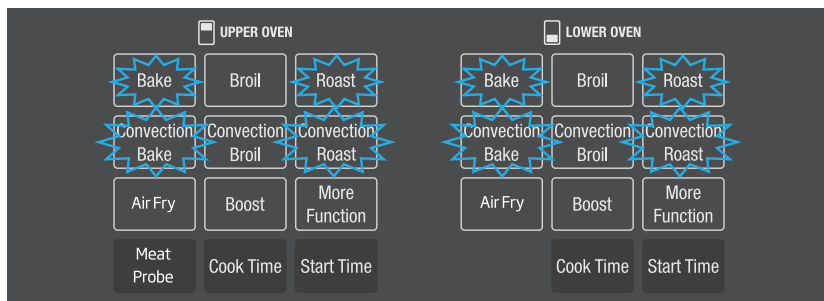 UPPER OVEN
Bake
Broil
Roast
Convection
Bake
Convection
Broil
Convection
Roast
Air Fry
Boost
More
Function
Meat
Probe
Cook Time
Start Time
LOWER OVEN
Bake
Broil
Roast
Convection
Bake
Convection
Broil
Convection
Roast
Air Fry
Boost
More
Function
Cook Time
Start Time